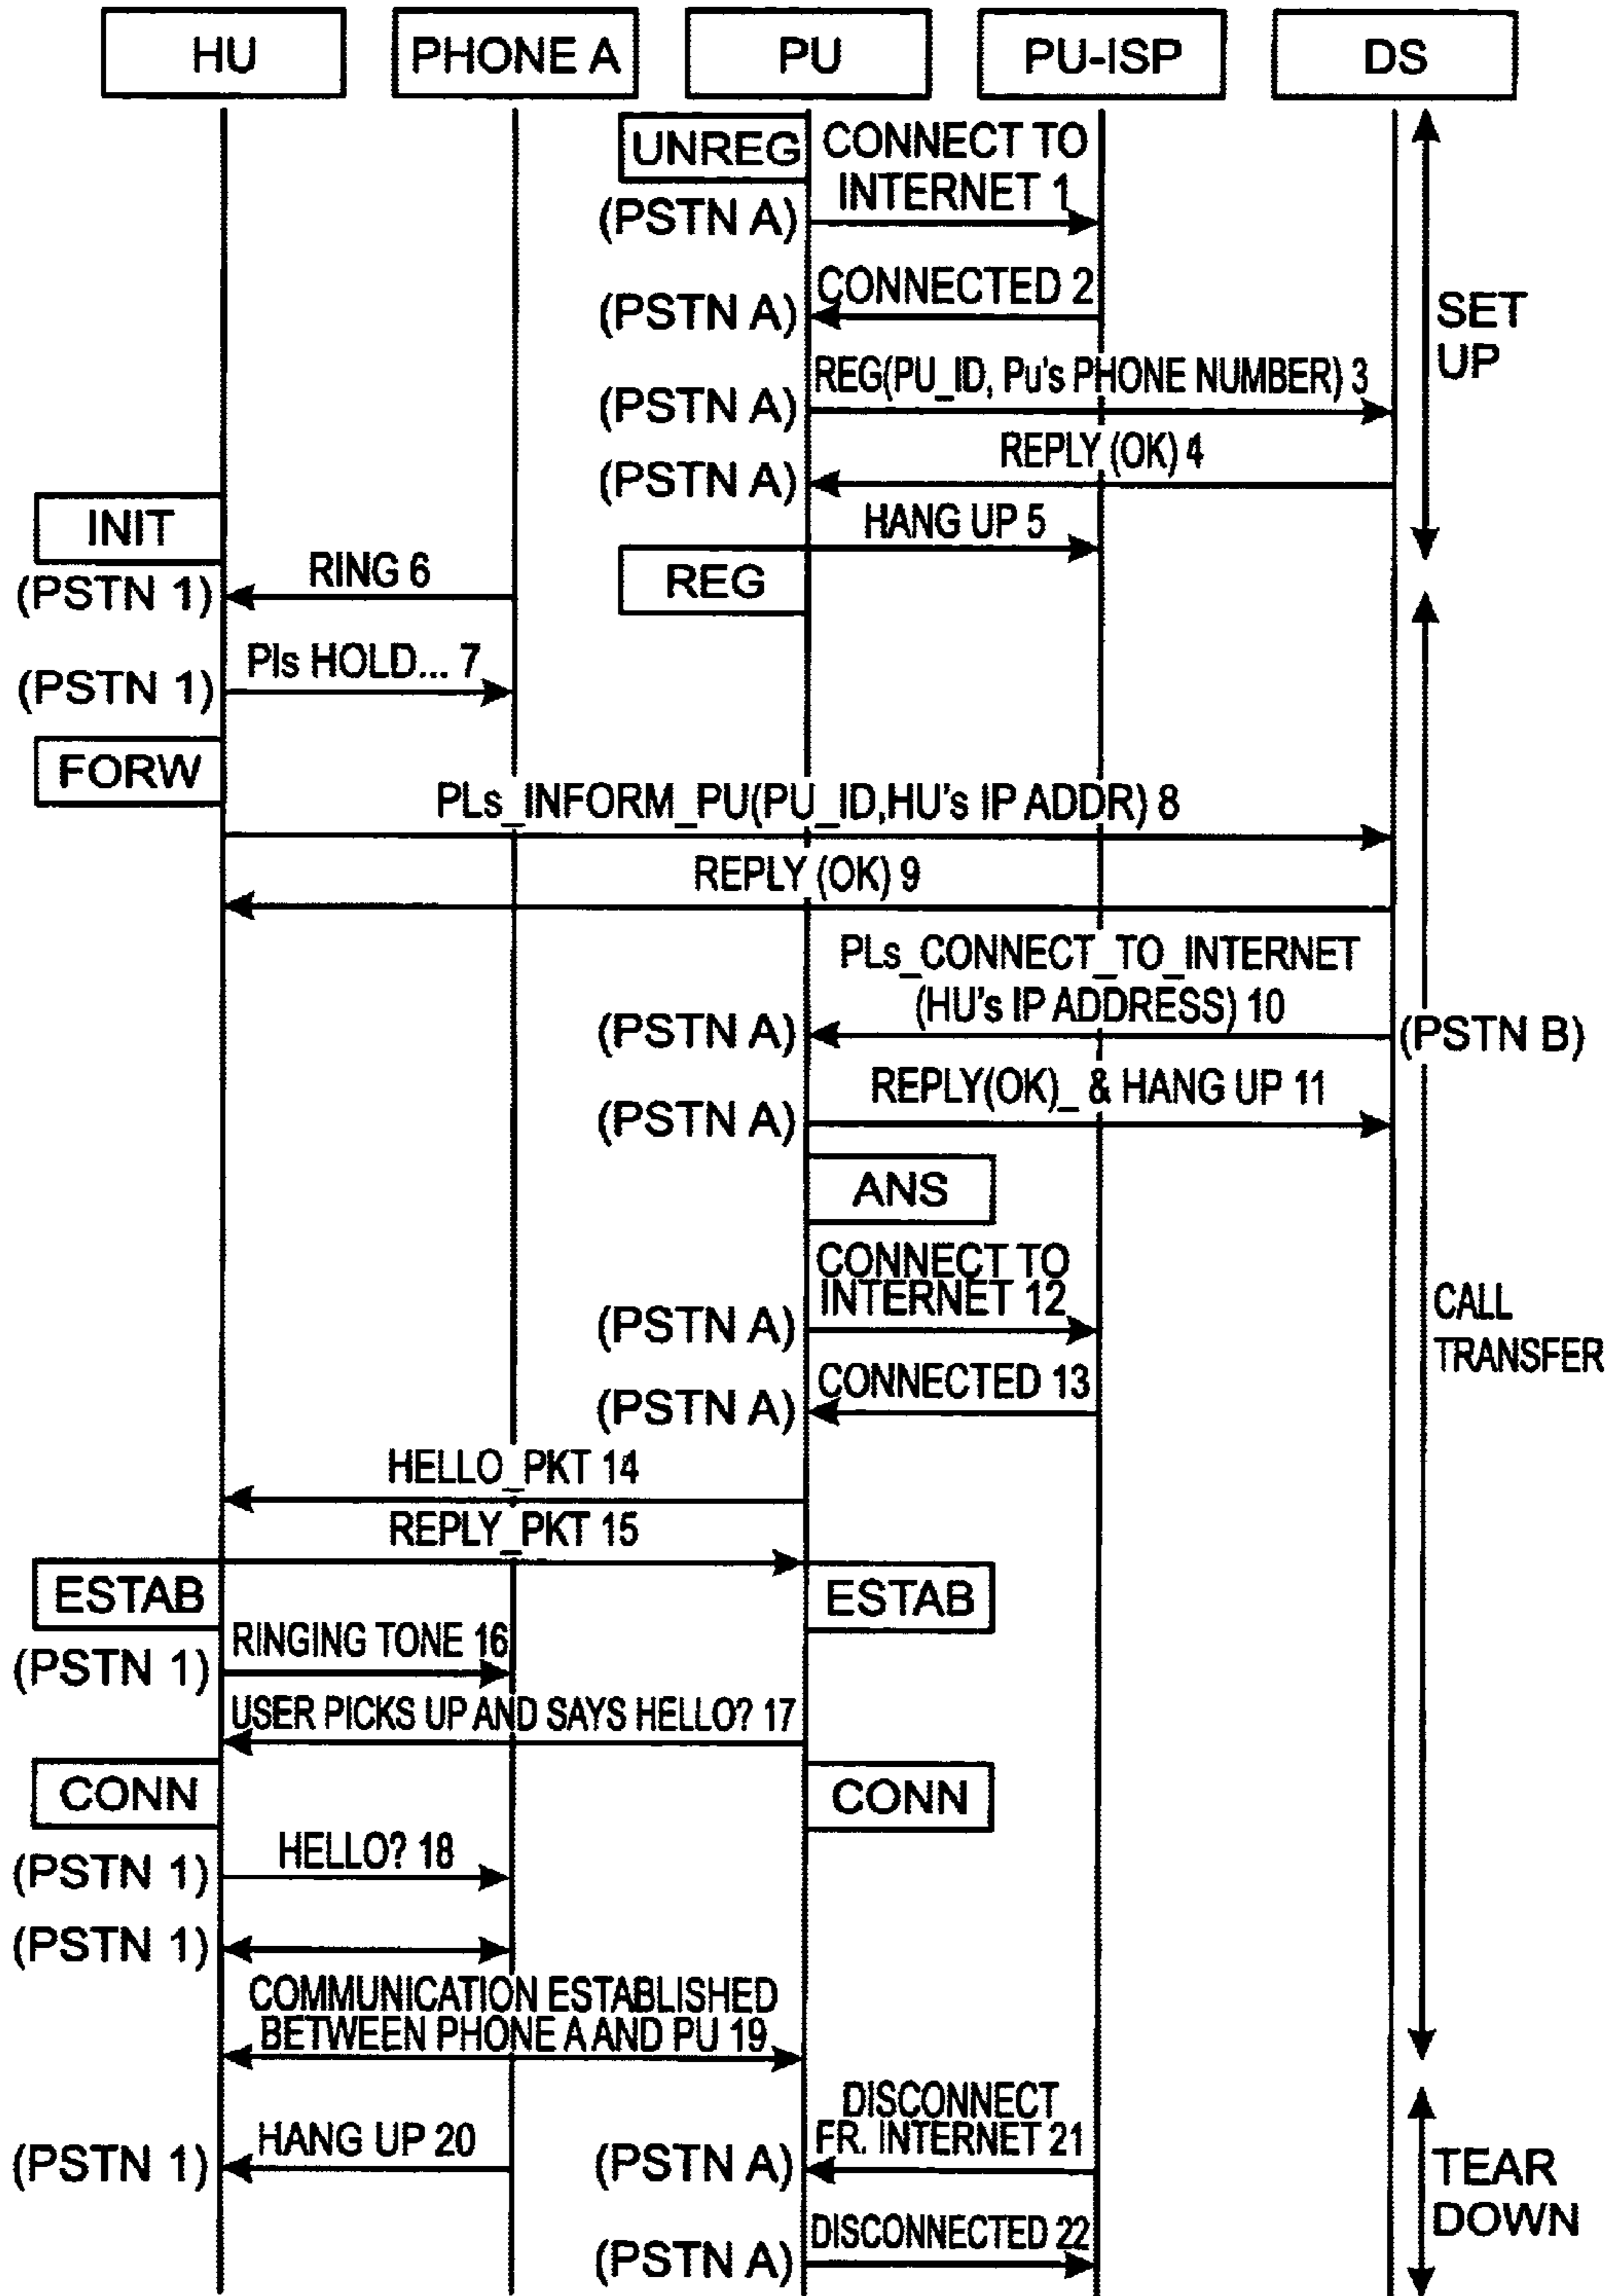 HU
PHONE A
PU
PU-ISP
DS
UNREG
CONNECT TO
INTERNET 1
(PSTN A)
CONNECTED 2
(PSTN A)
SET
UP
REG(PU_ID, Pu's PHONE NUMBER) 3
(PSTN A)
REPLY (OK) 4
(PSTN A)
INIT
HANG UP 5
REG
RING 6
(PSTN 1)
Pls HOLD... 7
(PSTN 1)
FORW
PLs_INFORM_PU(PU_ID,HU's IP ADDR) 8
REPLY (OK) 9
PLs_CONNECT_TO_INTERNET
(HU's IP ADDRESS) 10
(PSTN A)
(PSTN B)
REPLY(OK)_ & HANG UP 11
(PSTN A)
ANS
CONNECT TO
INTERNET 12
(PSTN A)
CALL
TRANSFER
CONNECTED 13
(PSTN A)
HELLO_PKT 14
REPLY_PKT 15
ESTAB
ESTAB
RINGING TONE 16
(PSTN 1)
USER PICKS UP AND SAYS HELLO? 17
CONN
CONN
HELLO? 18
(PSTN 1)
(PSTN 1)
COMMUNICATION ESTABLISHED
BETWEEN PHONE A AND PU 19
DISCONNECT
FR. INTERNET 21
HANG UP 20
(PSTN 1)
(PSTN A)
TEAR
DOWN
DISCONNECTED 22
(PSTN A)